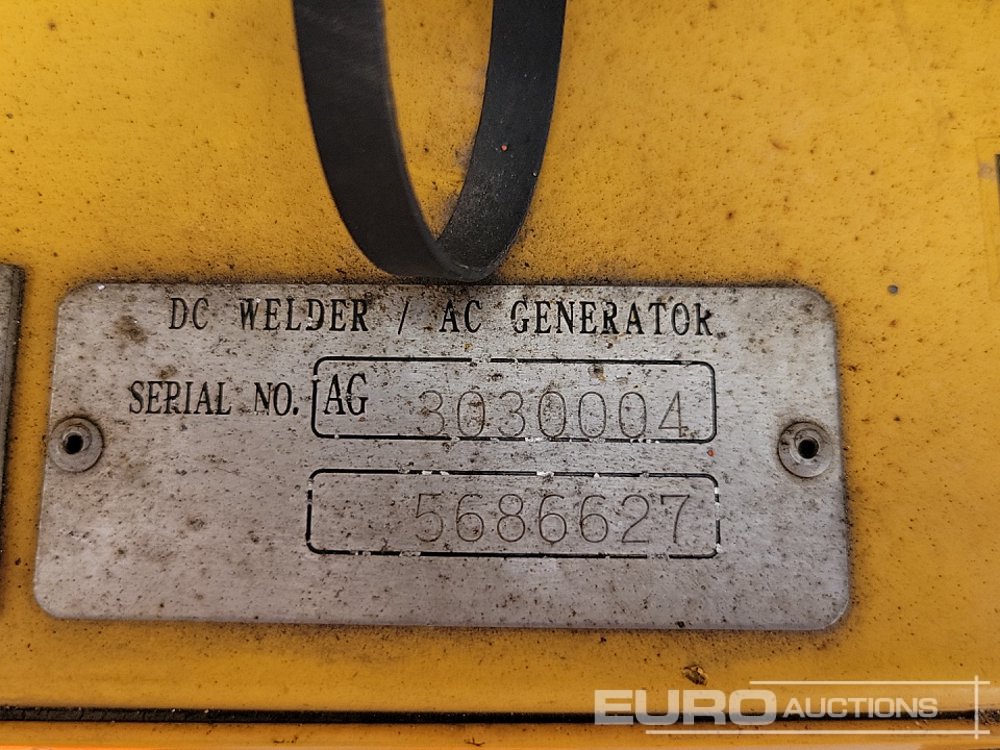 DC WELDER / AC GENERATOR
SERIAL NO. AG 3030004
5686627
EURO AUCTIONS